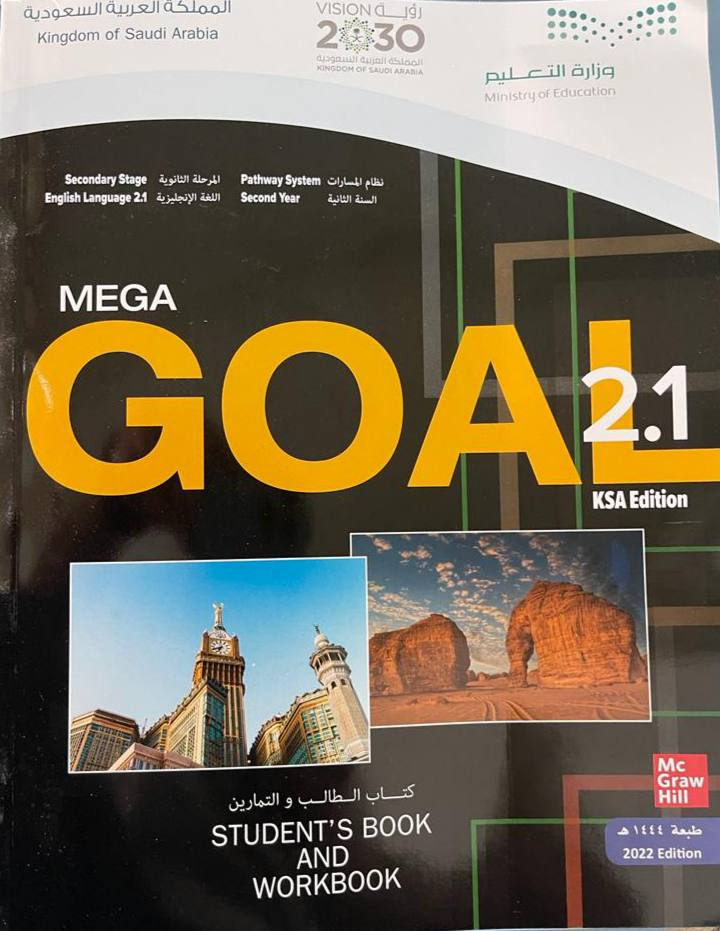 المملكة العربية السعودية
Kingdom of Saudi Arabia
VISION رؤية
2030
المملكة العربية السعودية
KINGDOM OF SAUDI ARABIA
وزارة التعليم
Ministry of Education
Secondary Stage المرحلة الثانوية Pathway System نظام المسارات
English Language 2.1 اللغة الإنجليزية Second Year السنة الثانية
MEGA
GOAL
2.1
KSA Edition
كتاب الطالب و التمارين
STUDENT'S BOOK
AND
WORKBOOK
Mc
Graw
Hill
طبعة ١٤٤٤ هـ
2022 Edition